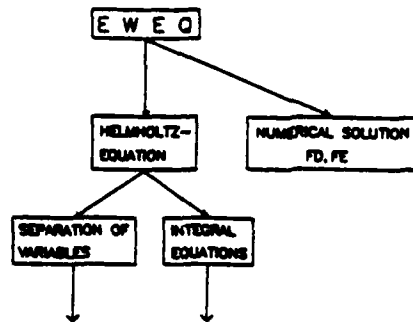 E W E Q
HELMHOLTZ-
EQUATION
NUMERICAL SOLUTION
FD, FE
SEPARATION OF
VARIABLES
INTEGRAL
EQUATIONS